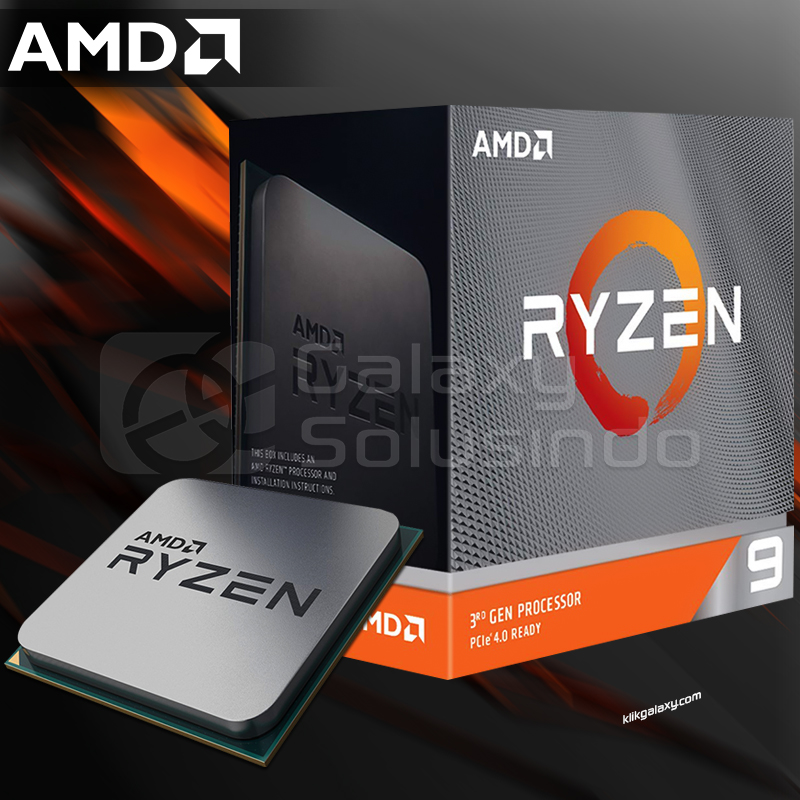 AMD
AMD
RYZEN
AMD
RYZEN
Galaxy
Solusindo
THIS BOX INCLUDES AN
AMD RYZEN™ PROCESSOR AND
INSTALLATION INSTRUCTIONS.
AMD
RYZEN
9
AMD
3RD GEN PROCESSOR
PCIe® 4.0 READY
klikgalaxy.com